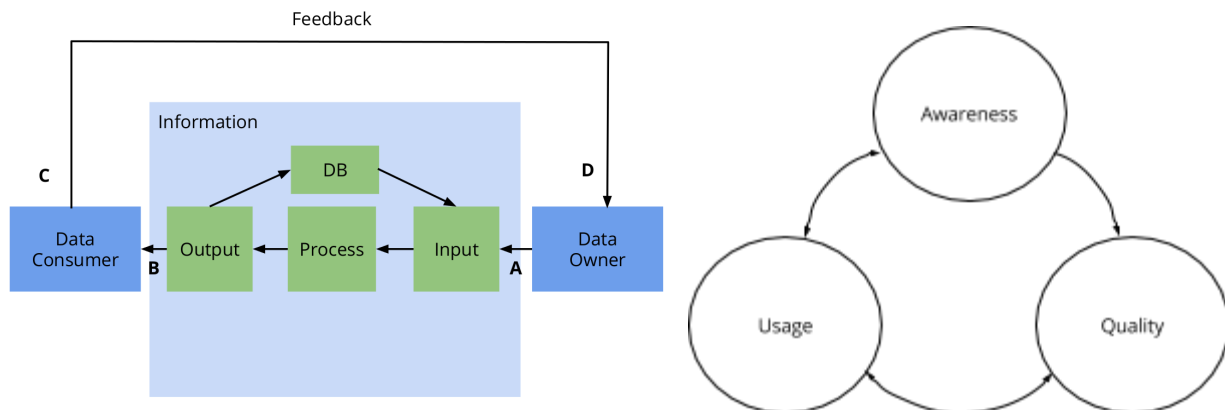 Feedback
Information
DB
C
D
Data
Consumer
Output
Process
Input
Data
Owner
B
A
Awareness
Usage
Quality